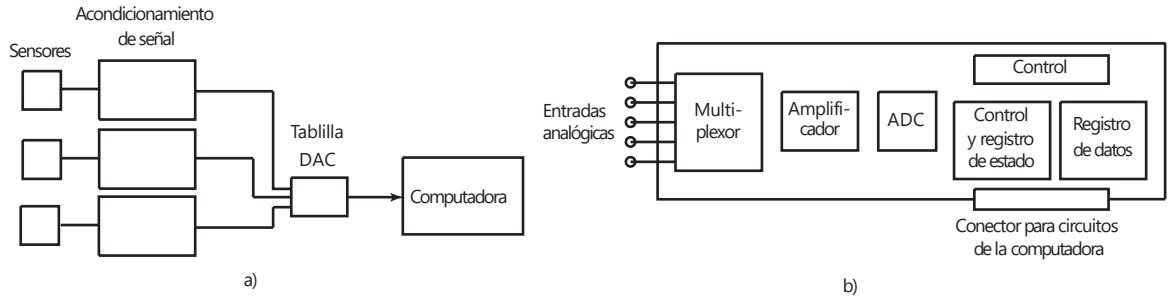 Acondicionamiento
de señal
Sensores
Tablilla
DAC
Computadora
a)
Entradas
analógicas
Multi-
plexor
Amplifi-
cador
ADC
Control
Control
y registro
de estado
Registro
de datos
Conector para circuitos
de la computadora
b)